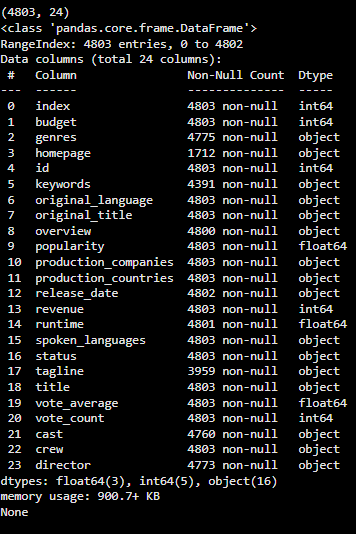 (4803, 24)
<class 'pandas.core.frame.DataFrame'>
RangeIndex: 4803 entries, 0 to 4802
Data columns (total 24 columns):
 #   Column                Non-Null Count  Dtype
---  ------                --------------  -----
 0   index                 4803 non-null   int64
 1   budget                4803 non-null   int64
 2   genres                4775 non-null   object
 3   homepage              1712 non-null   object
 4   id                    4803 non-null   int64
 5   keywords              4391 non-null   object
 6   original_language     4803 non-null   object
 7   original_title        4803 non-null   object
 8   overview              4800 non-null   object
 9   popularity            4803 non-null   float64
 10  production_companies  4803 non-null   object
 11  production_countries  4803 non-null   object
 12  release_date          4802 non-null   object
 13  revenue               4803 non-null   int64
 14  runtime               4801 non-null   float64
 15  spoken_languages      4803 non-null   object
 16  status                4803 non-null   object
 17  tagline               3959 non-null   object
 18  title                 4803 non-null   object
 19  vote_average          4803 non-null   float64
 20  vote_count            4803 non-null   int64
 21  cast                  4760 non-null   object
 22  crew                  4803 non-null   object
 23  director              4773 non-null   object
dtypes: float64(3), int64(5), object(16)
memory usage: 900.7+ KB
None